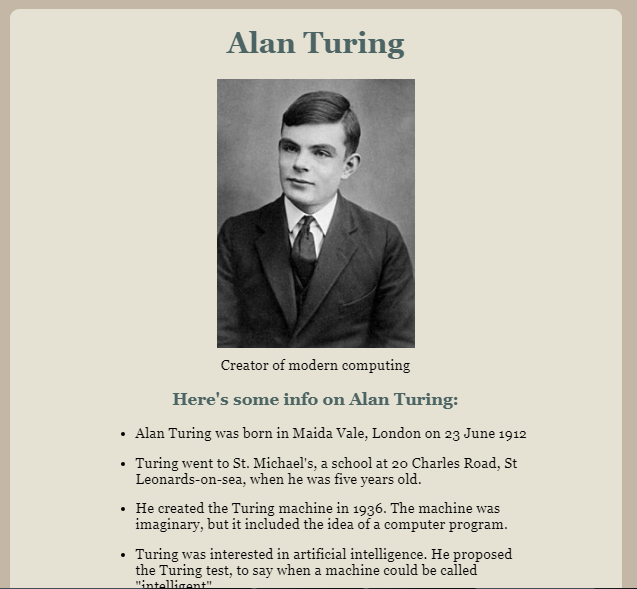 Alan Turing
Creator of modern computing
Here's some info on Alan Turing:
• Alan Turing was born in Maida Vale, London on 23 June 1912
• Turing went to St. Michael's, a school at 20 Charles Road, St
Leonards-on-sea, when he was five years old.
• He created the Turing machine in 1936. The machine was
imaginary, but it included the idea of a computer program.
• Turing was interested in artificial intelligence. He proposed
the Turing test, to say when a machine could be called
"intelligent"